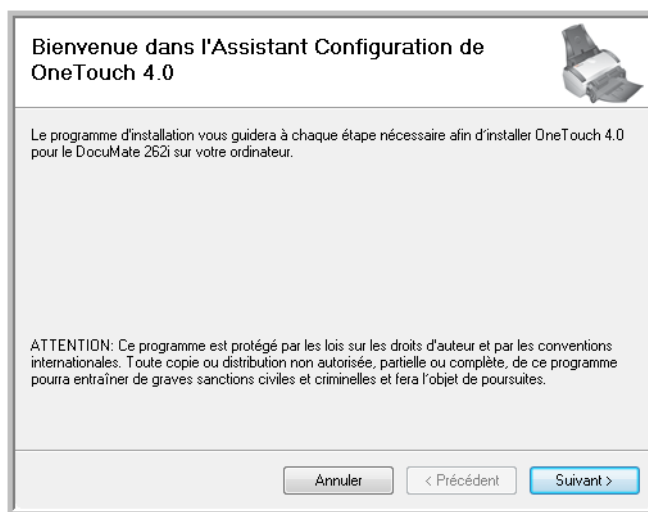 Bienvenue dans l'Assistant Configuration de
OneTouch 4.0
Le programme d'installation vous guidera à chaque étape nécessaire afin d'installer OneTouch 4.0
pour le DocuMate 262i sur votre ordinateur.
ATTENTION: Ce programme est protégé par les lois sur les droits d'auteur et par les conventions
internationales. Toute copie ou distribution non autorisée, partielle ou complète, de ce programme
pourra entraîner de graves sanctions civiles et criminelles et fera l'objet de poursuites.
Annuler < Précédent Suivant >